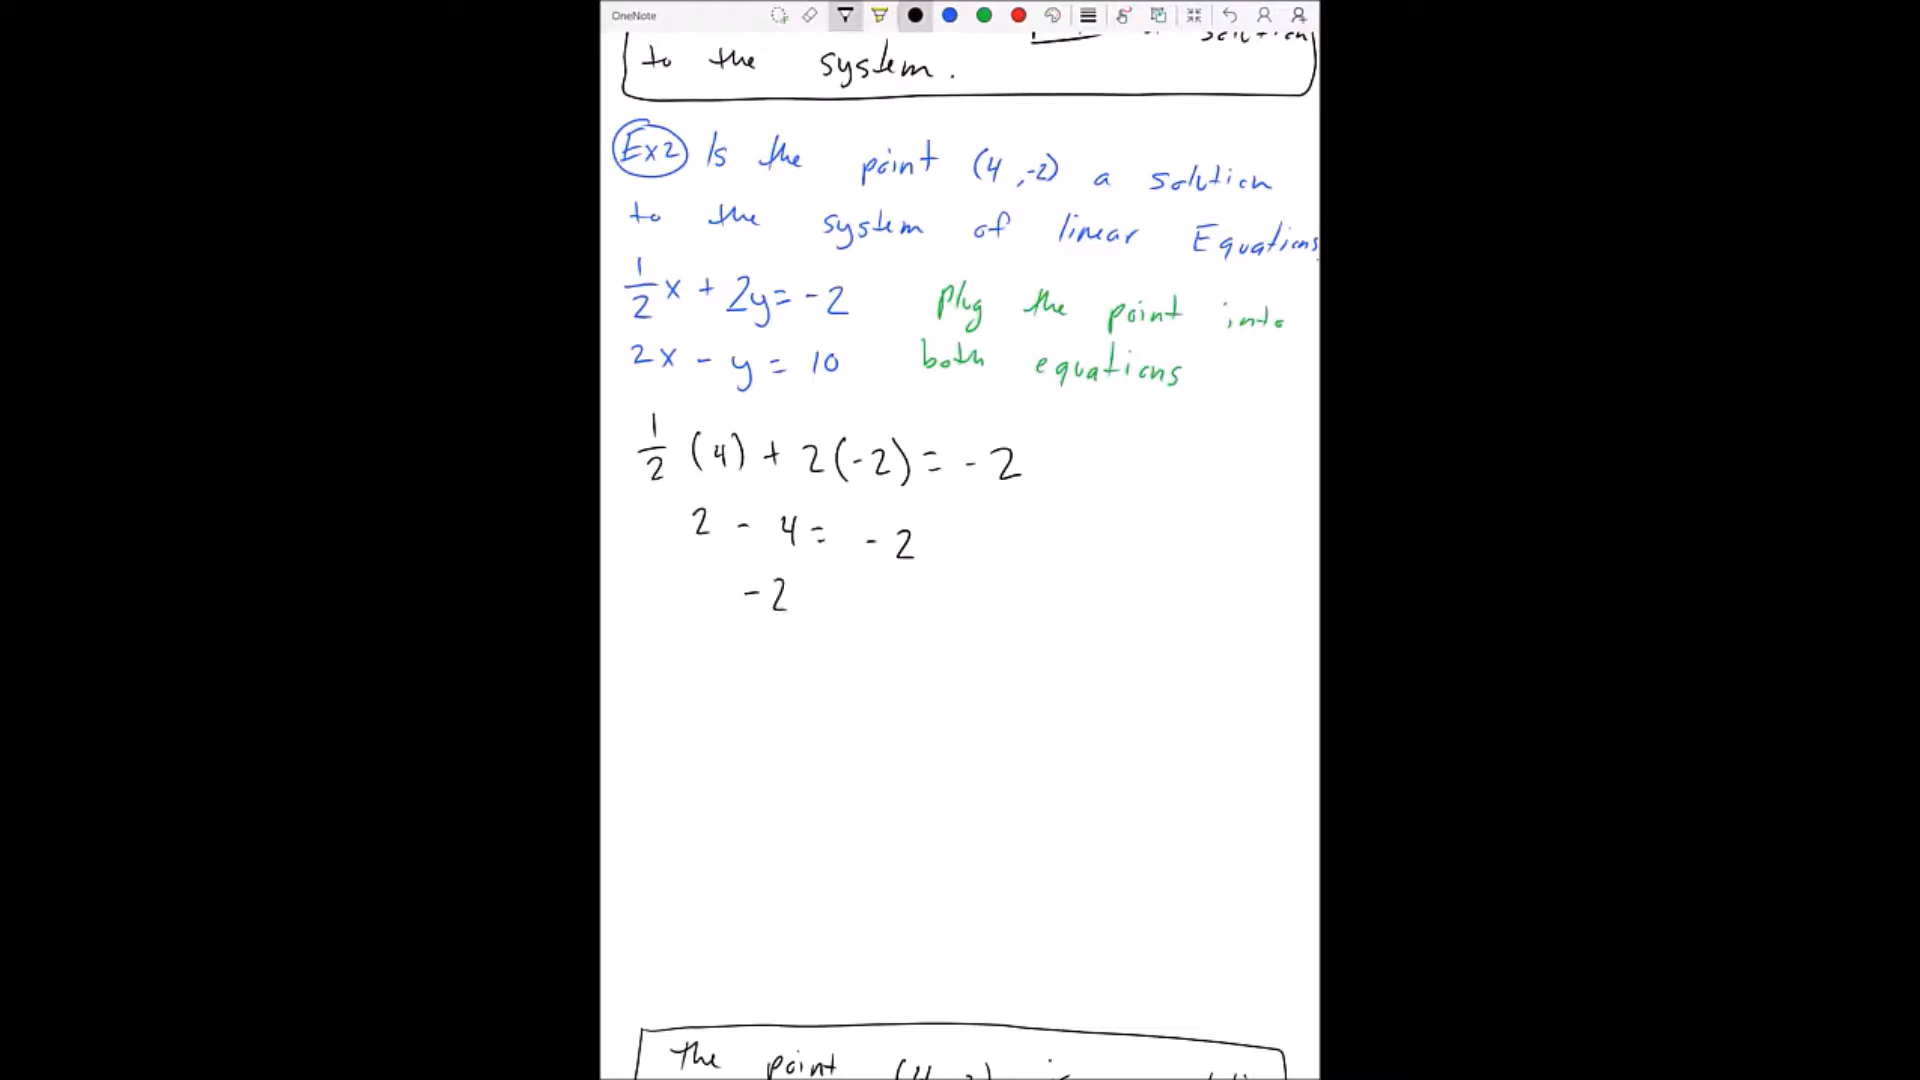 OneNote
solution
to the system.
Ex2 Is the point (4,-2) a solution
to the system of linear Equations
1/2 x + 2y = -2 plug the point into
2x - y = 10 both equations
1/2 (4) + 2(-2) = -2
2 - 4 = -2
-2
The point